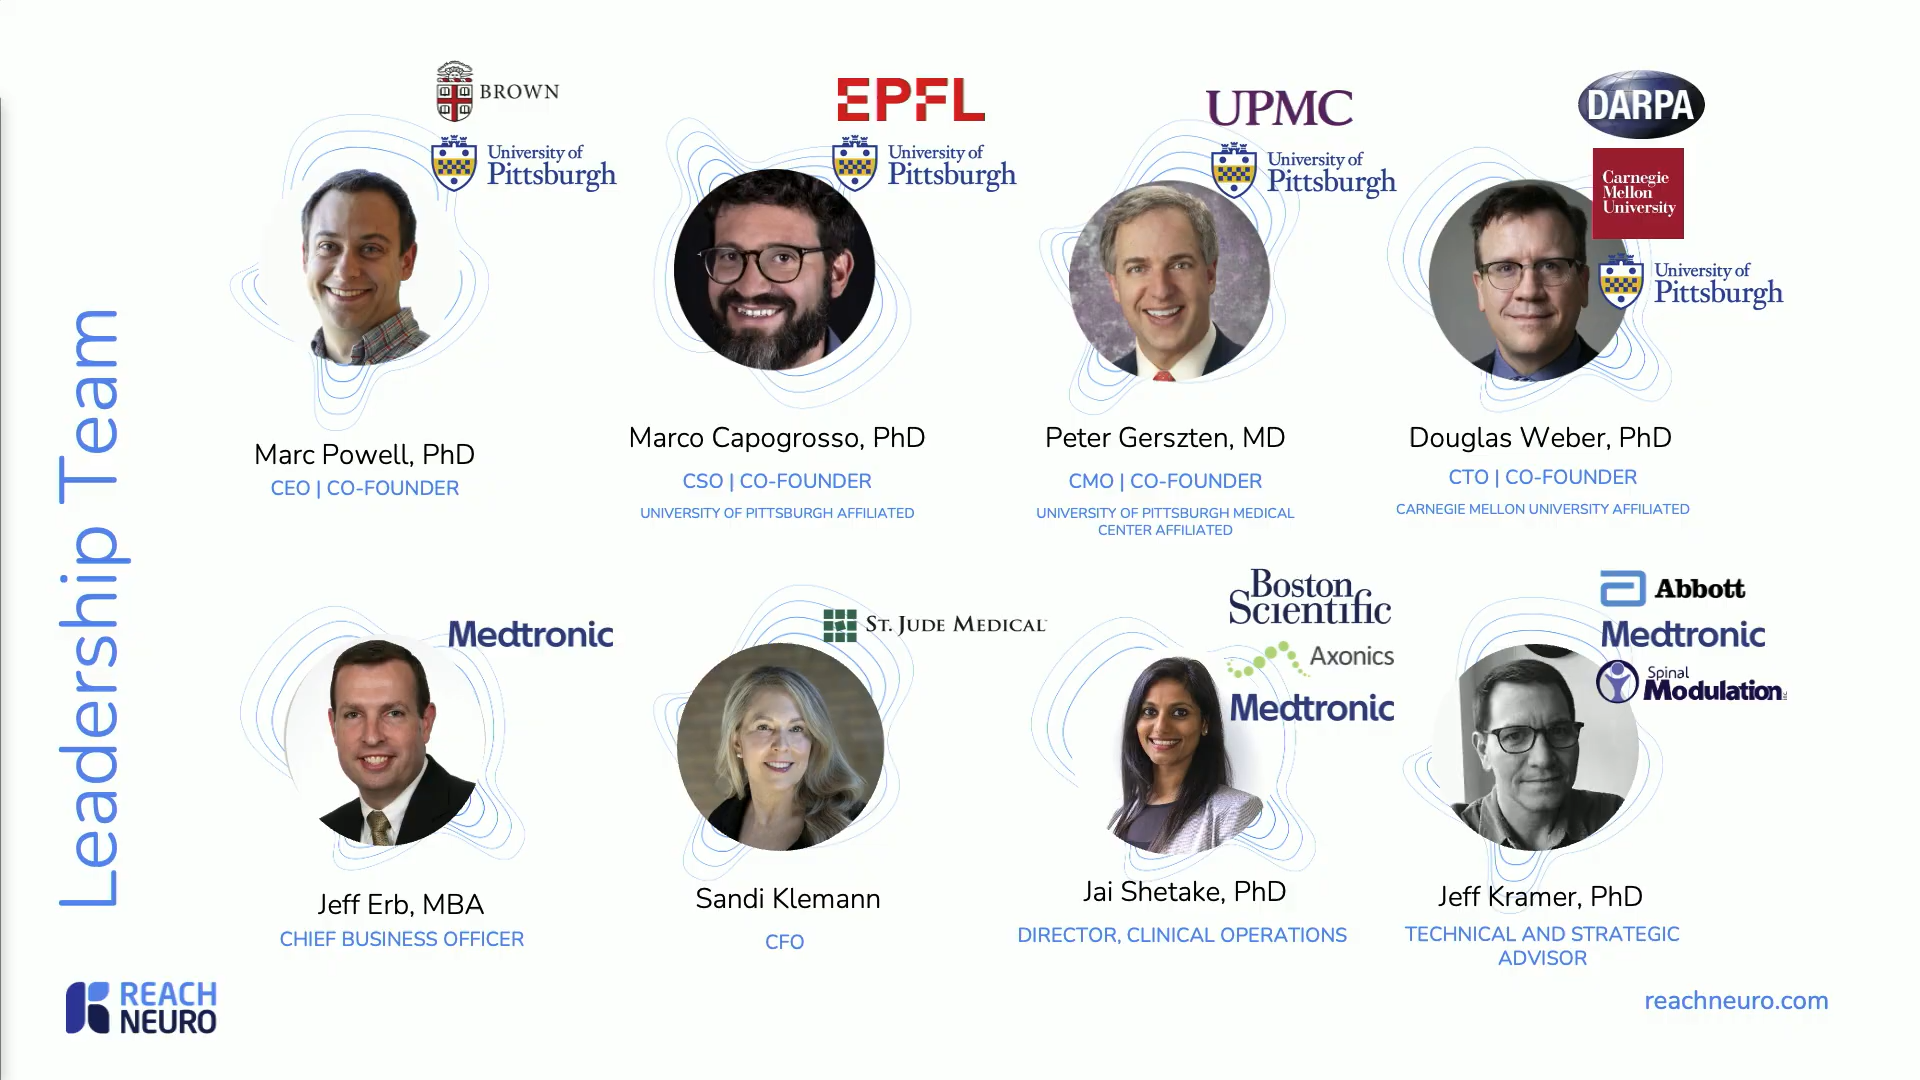 Leadership Team
BROWN
University of
Pittsburgh
Marc Powell, PhD
CEO | CO-FOUNDER
EPFL
University of
Pittsburgh
Marco Capogrosso, PhD
CSO | CO-FOUNDER
UNIVERSITY OF PITTSBURGH AFFILIATED
UPMC
University of
Pittsburgh
Peter Gerszten, MD
CMO | CO-FOUNDER
UNIVERSITY OF PITTSBURGH MEDICAL
CENTER AFFILIATED
DARPA
Carnegie
Mellon
University
University of
Pittsburgh
Douglas Weber, PhD
CTO | CO-FOUNDER
CARNEGIE MELLON UNIVERSITY AFFILIATED
Medtronic
Jeff Erb, MBA
CHIEF BUSINESS OFFICER
ST. JUDE MEDICAL
Sandi Klemann
CFO
Boston
Scientific
Axonics
Medtronic
Jai Shetake, PhD
DIRECTOR, CLINICAL OPERATIONS
Abbott
Medtronic
Spinal
Modulation
Jeff Kramer, PhD
TECHNICAL AND STRATEGIC
ADVISOR
REACH
NEURO
reachneuro.com